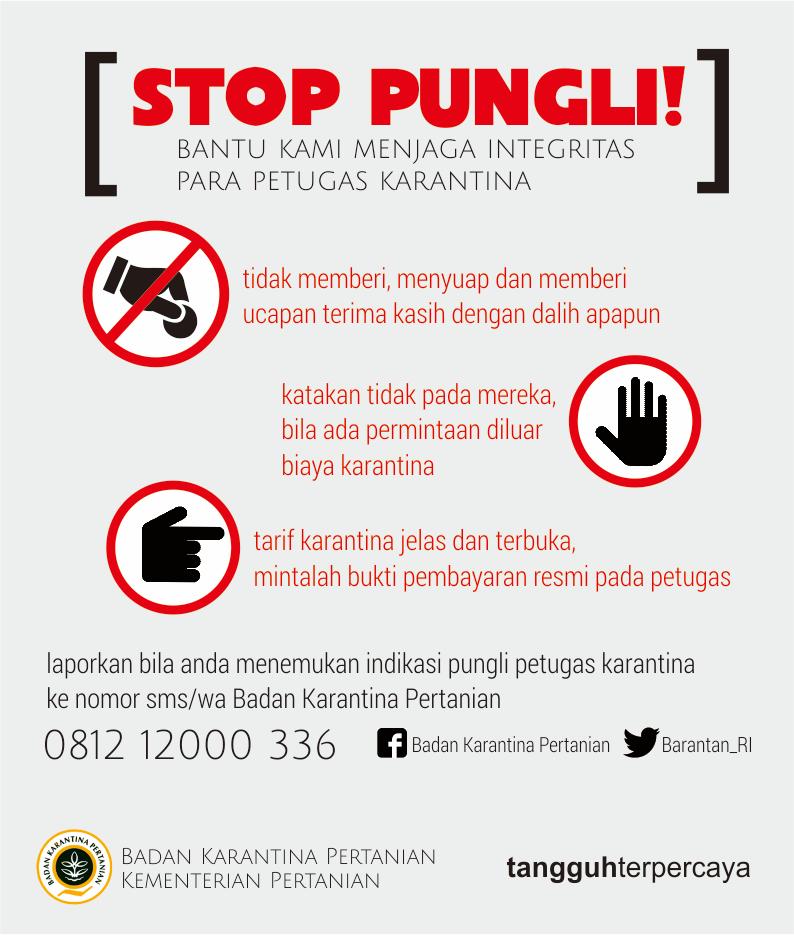 STOP PUNGLI!
BANTU KAMI MENJAGA INTEGRITAS
PARA PETUGAS KARANTINA
tidak memberi, menyuap dan memberi
ucapan terima kasih dengan dalih apapun
katakan tidak pada mereka,
bila ada permintaan diluar
biaya karantina
tarif karantina jelas dan terbuka,
mintalah bukti pembayaran resmi pada petugas
laporkan bila anda menemukan indikasi pungli petugas karantina
ke nomor sms/wa Badan Karantina Pertanian
0812 12000 336
Badan Karantina Pertanian
Barantan_RI
BADAN KARANTINA PERTANIAN
BADAN KARANTINA PERTANIAN
KEMENTERIAN PERTANIAN
tangguhterpercaya